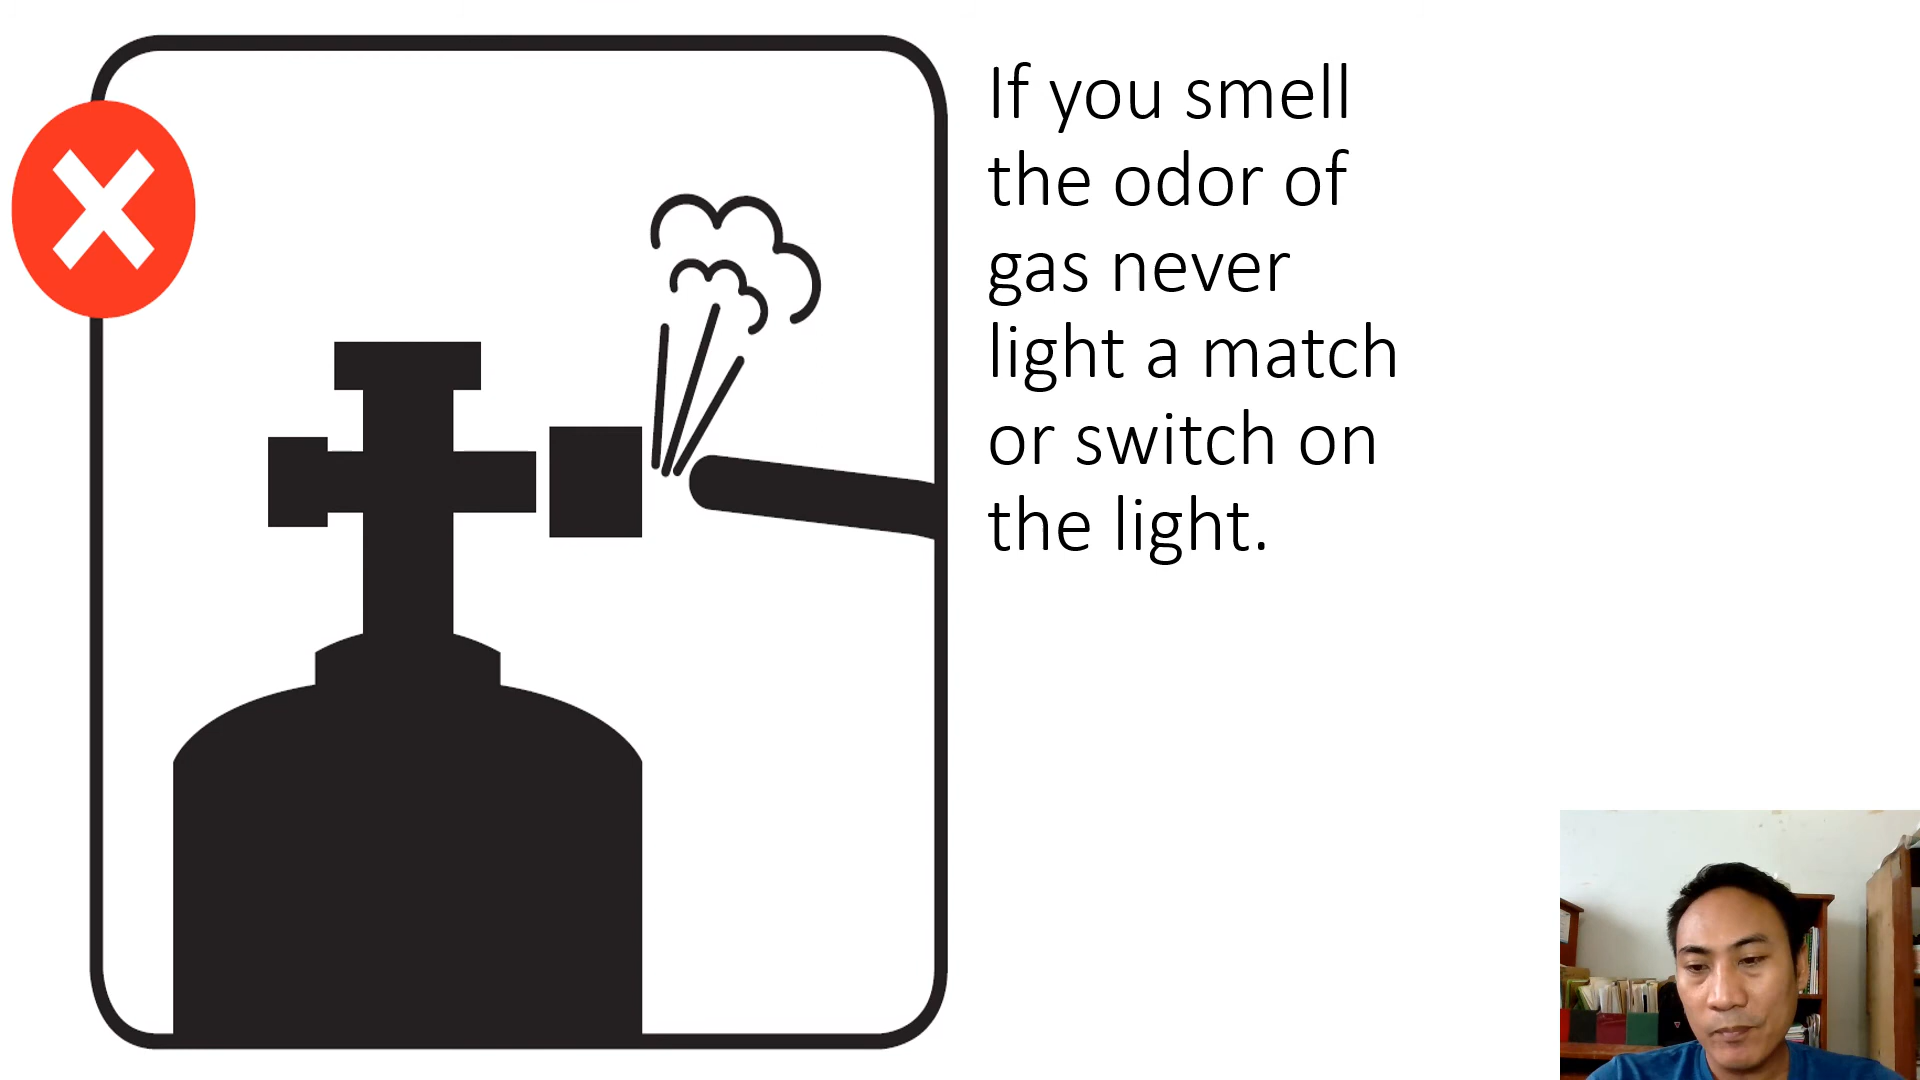 If you smell
the odor of
gas never
light a match
or switch on
the light.